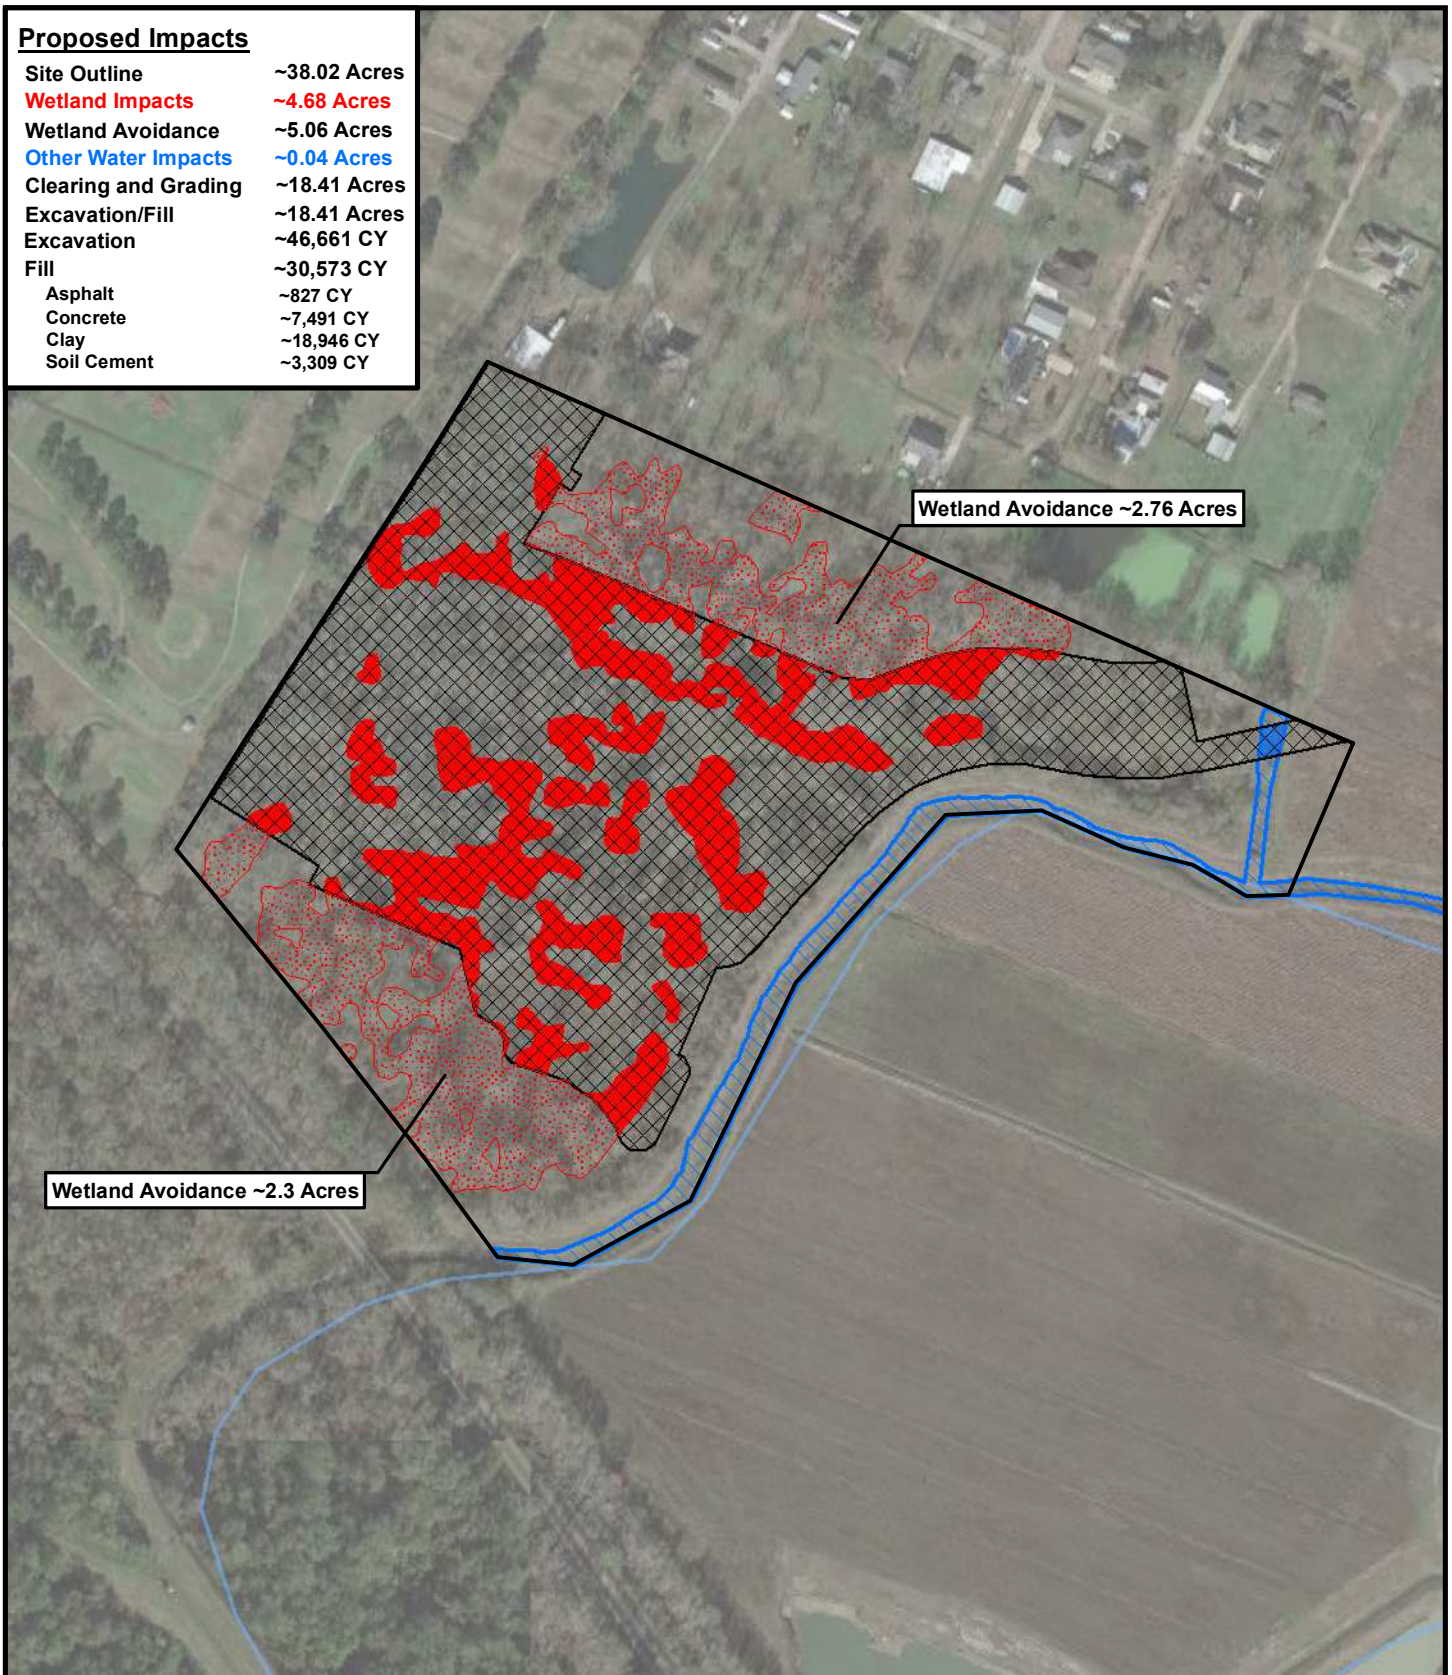 Proposed Impacts
Site Outline ~38.02 Acres
Wetland Impacts ~4.68 Acres
Wetland Avoidance ~5.06 Acres
Other Water Impacts ~0.04 Acres
Clearing and Grading ~18.41 Acres
Excavation/Fill ~18.41 Acres
Excavation ~46,661 CY
Fill ~30,573 CY
Asphalt ~827 CY
Concrete ~7,491 CY
Clay ~18,946 CY
Soil Cement ~3,309 CY
Wetland Avoidance ~2.76 Acres
Wetland Avoidance ~2.3 Acres